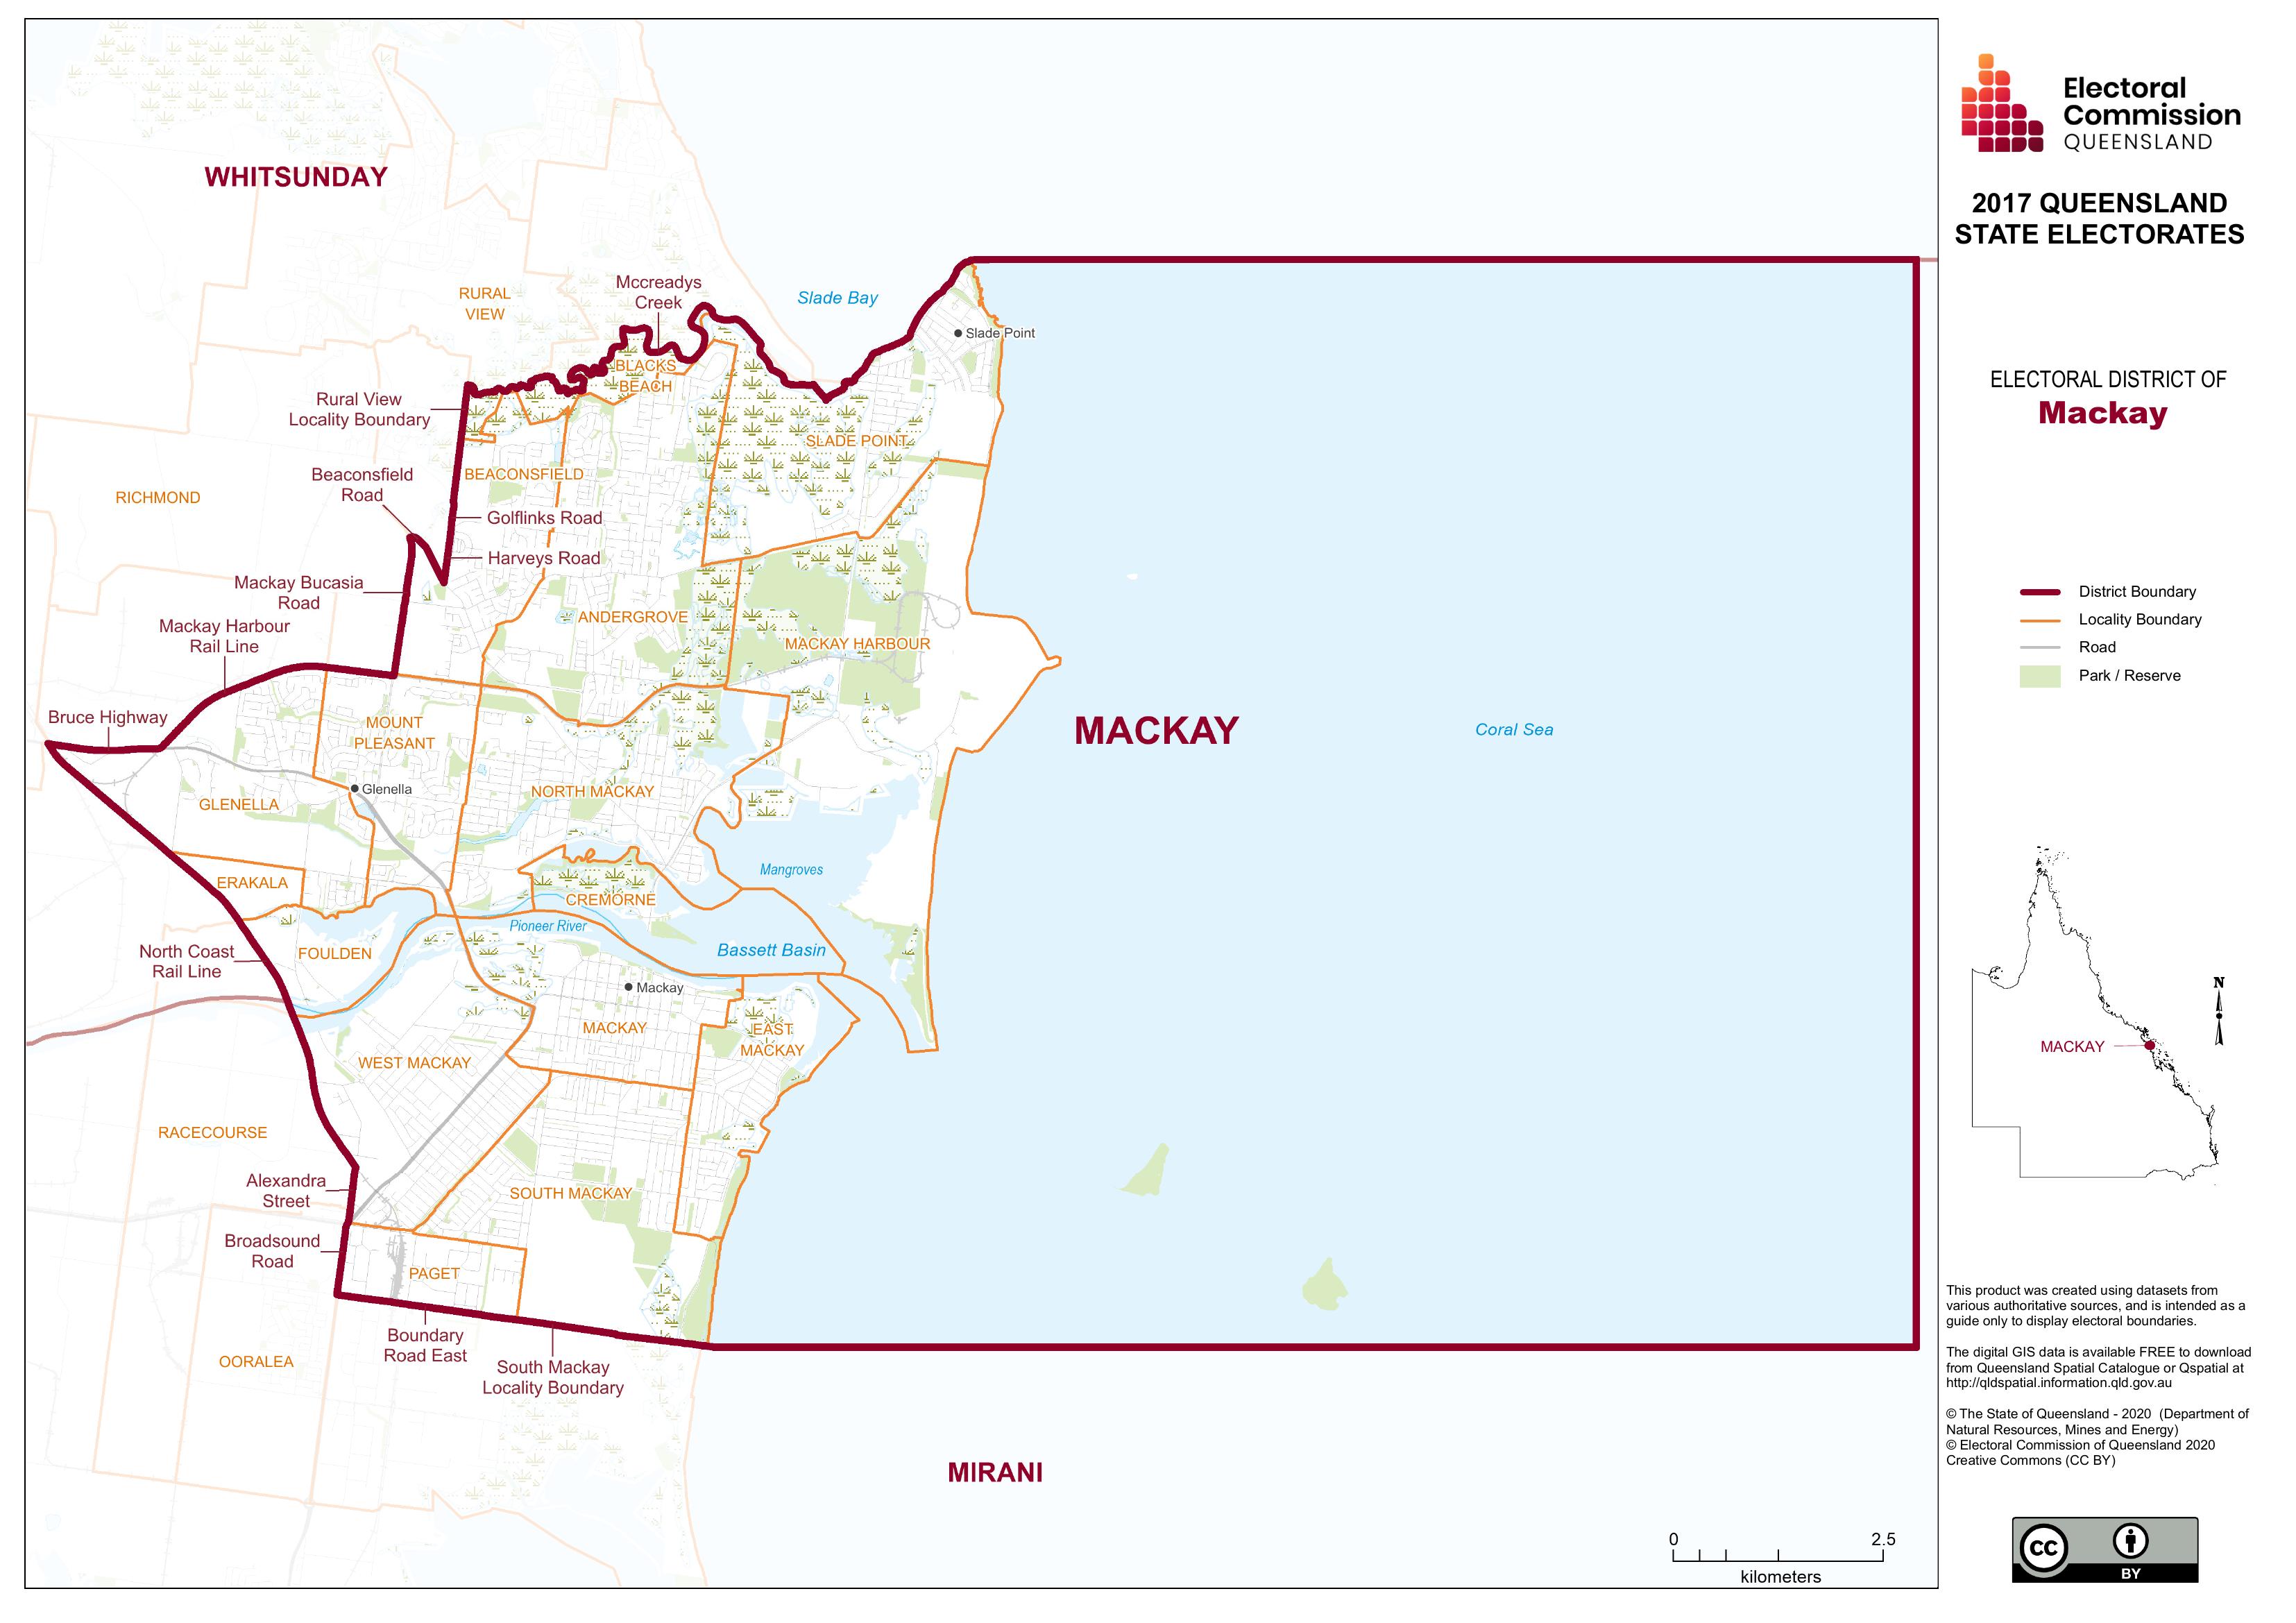 WHITSUNDAY
RURAL
VIEW
Mccreadys
Creek
Slade Bay
Slade Point
BLACKS
BEACH
Rural View
Locality Boundary
SLADE POINT
Beaconsfield
Road
BEACONSFIELD
RICHMOND
Golflinks Road
Harveys Road
Mackay Bucasia
Road
ANDERGROVE
Mackay Harbour
Rail Line
MACKAY HARBOUR
Bruce Highway
MOUNT
PLEASANT
MACKAY
Coral Sea
Glenella
GLENELLA
NORTH MACKAY
Mangroves
ERAKALA
CREMORNE
Pioneer River
North Coast
Rail Line
FOULDEN
Bassett Basin
Mackay
MACKAY
EAST
MACKAY
WEST MACKAY
RACECOURSE
Alexandra
Street
SOUTH MACKAY
Broadsound
Road
PAGET
Boundary
Road East
OORALEA
South Mackay
Locality Boundary
MIRANI
0 2.5
kilometers
Electoral
Commission
QUEENSLAND
2017 QUEENSLAND
STATE ELECTORATES
ELECTORAL DISTRICT OF
Mackay
District Boundary
Locality Boundary
Road
Park / Reserve
N
MACKAY
This product was created using datasets from
various authoritative sources, and is intended as a
guide only to display electoral boundaries.
The digital GIS data is available FREE to download
from Queensland Spatial Catalogue or Qspatial at
http://qldspatial.information.qld.gov.au
© The State of Queensland - 2020 (Department of
Natural Resources, Mines and Energy)
© Electoral Commission of Queensland 2020
Creative Commons (CC BY)
CC
BY